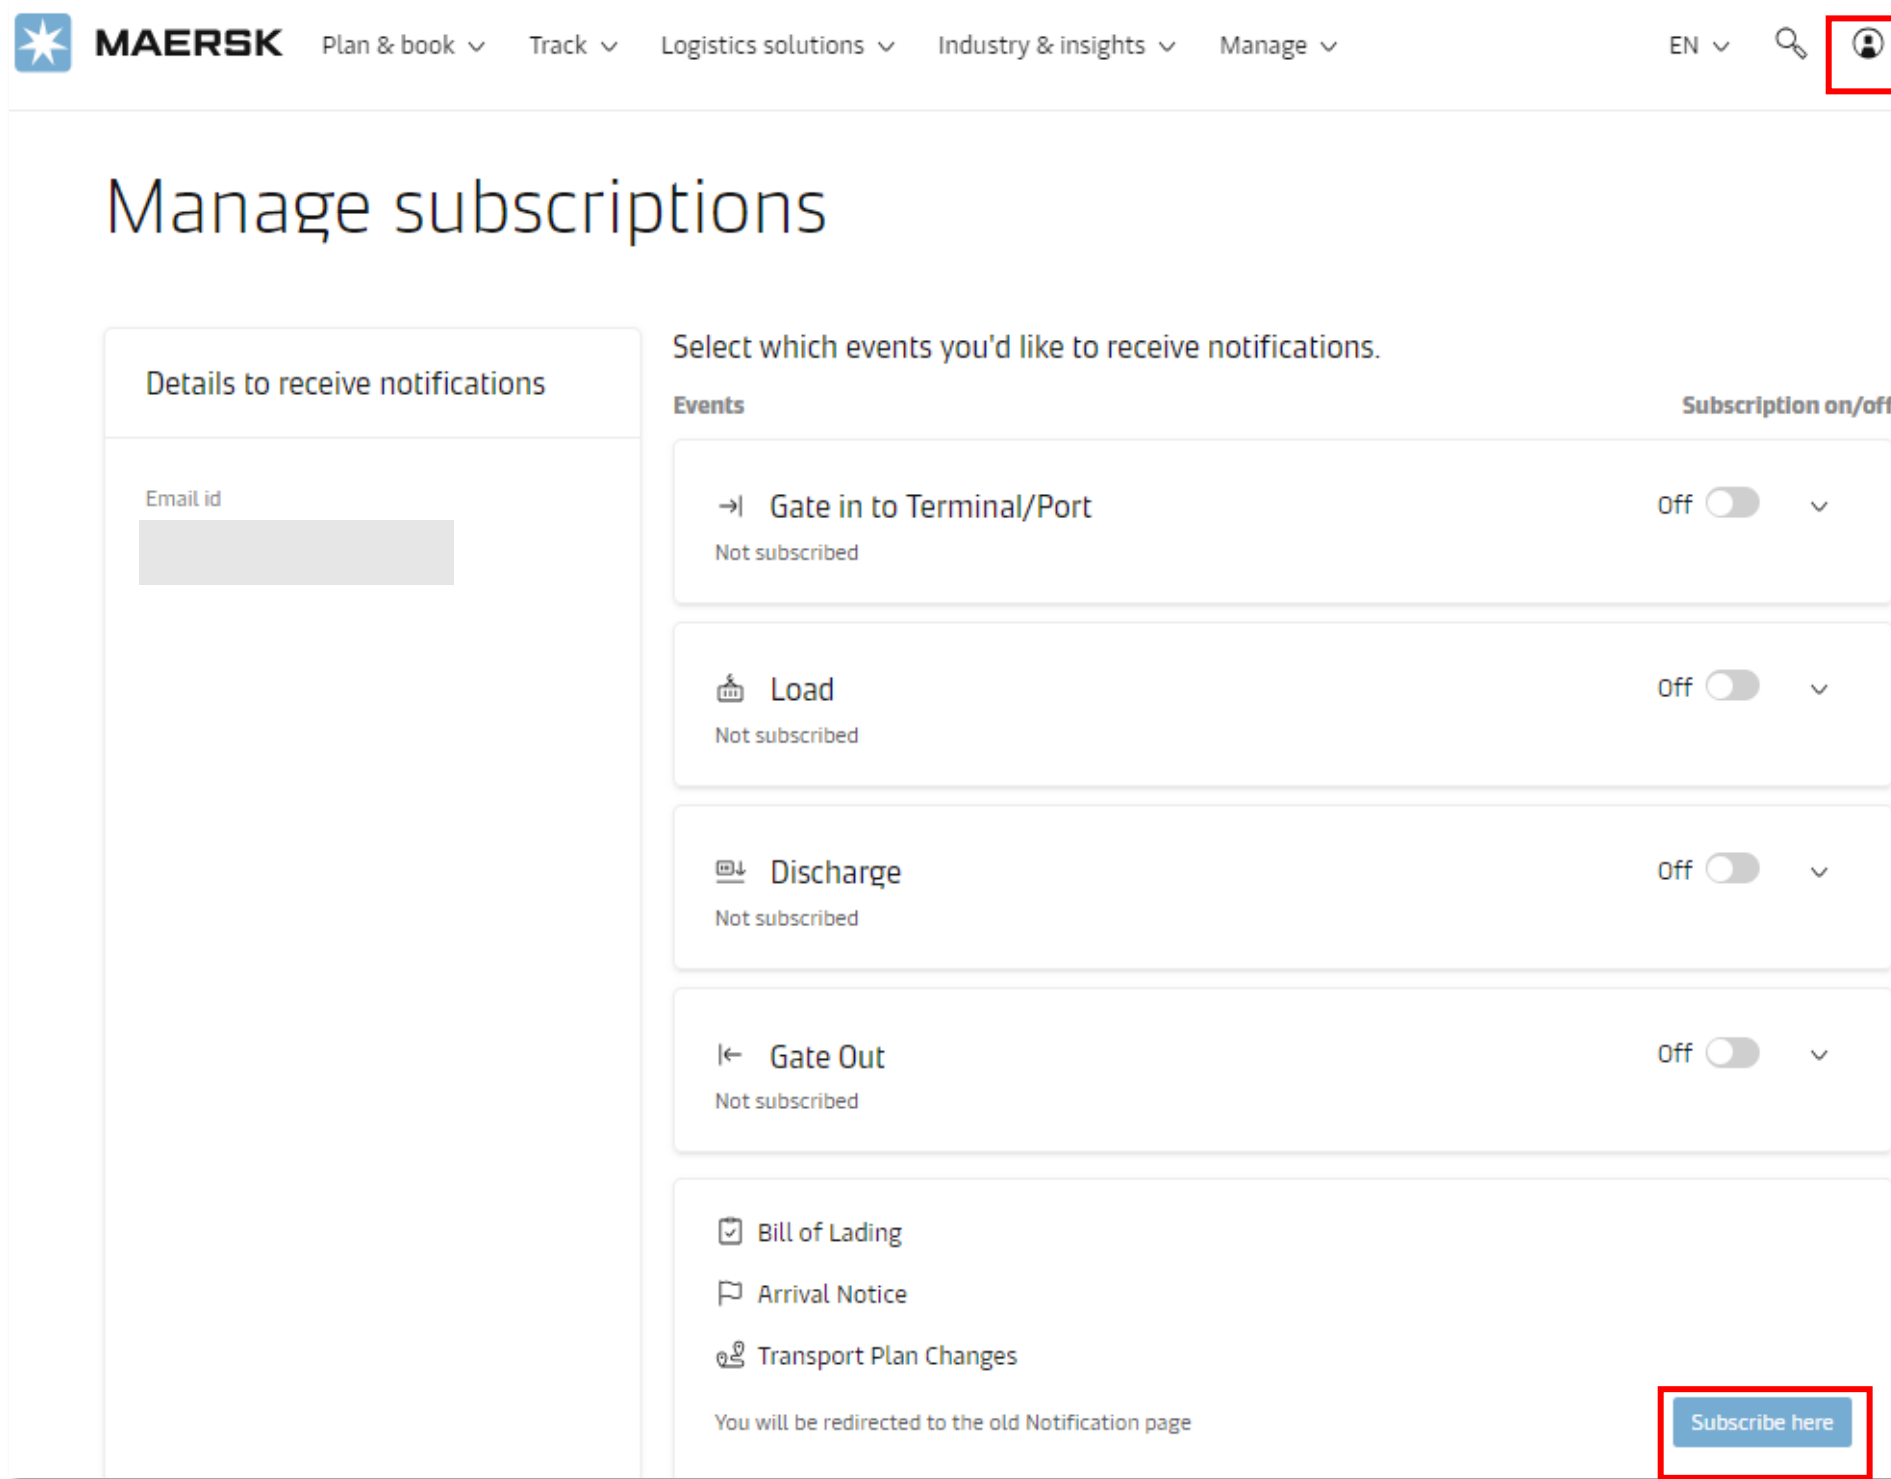 MAERSK Plan & book Track Logistics solutions Industry & insights Manage EN
Manage subscriptions
Details to receive notifications
Email id
Select which events you'd like to receive notifications.
Events Subscription on/off
Gate in to Terminal/Port Off
Not subscribed
Load Off
Not subscribed
Discharge Off
Not subscribed
Gate Out Off
Not subscribed
Bill of Lading
Arrival Notice
Transport Plan Changes
You will be redirected to the old Notification page Subscribe here